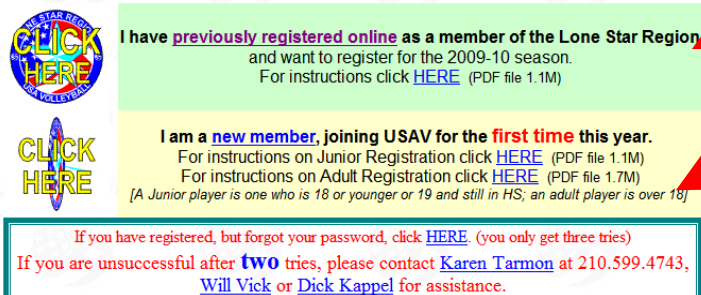 LONE STAR REGION
CLICK
HERE
USA VOLLEYBALL
I have previously registered online as a member of the Lone Star Region
and want to register for the 2009-10 season.
For instructions click HERE (PDF file 1.1M)
CLICK
HERE
I am a new member, joining USAV for the first time this year.
For instructions on Junior Registration click HERE (PDF file 1.1M)
For instructions on Adult Registration click HERE (PDF file 1.7M)
[A Junior player is one who is 18 or younger or 19 and still in HS; an adult player is over 18]
If you have registered, but forgot your password, click HERE. (you only get three tries)
If you are unsuccessful after two tries, please contact Karen Tarmon at 210.599.4743,
Will Vick or Dick Kappel for assistance.